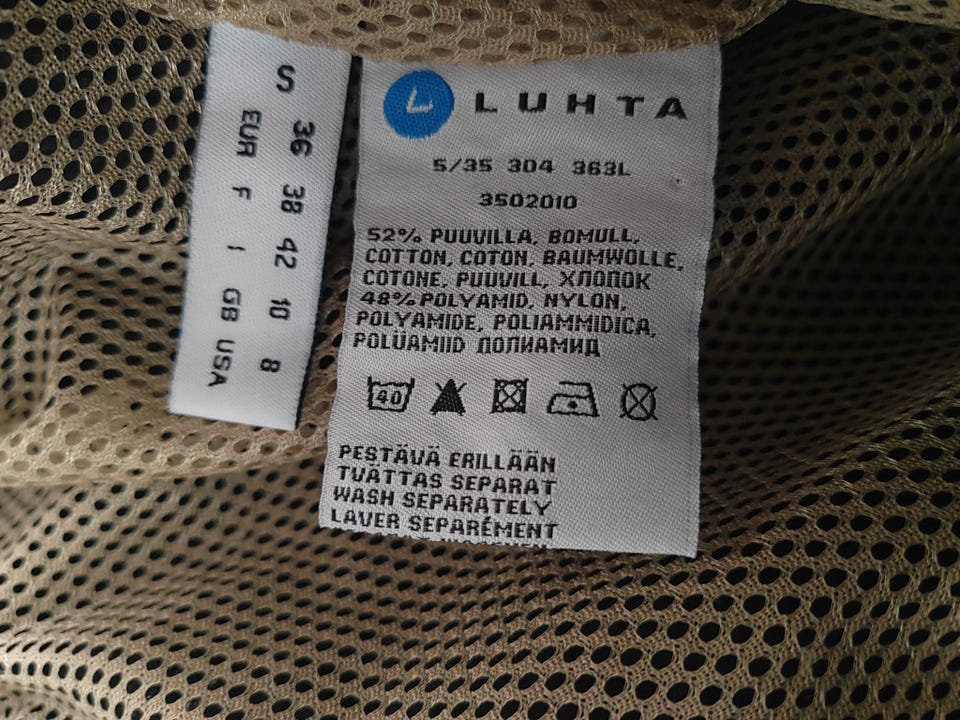 S
36 38 42 10 8
EUR F I GB USA
L LUHTA
5/35 304 363L
3502010
52% PUUVILLA, BOMULL,
COTTON, COTON, BAUMWOLLE,
COTONE, PUUVILL, ХЛОПОК
48% POLYAMID, NYLON,
POLYAMIDE, POLIAMMIDICA,
POLÜAMIID ПОЛИАМИД
40
PESTÄVÄ ERILLÄÄN
TVÄTTAS SEPARAT
WASH SEPARATELY
LAVER SEPARÉMENT